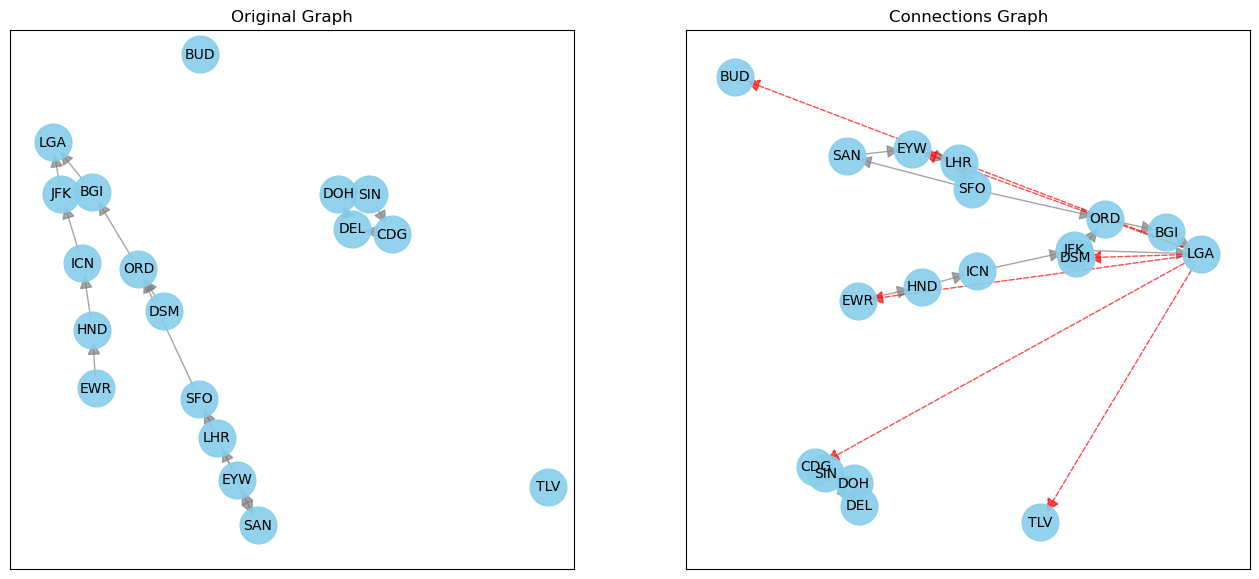 Original Graph
BUD
LGA
JFK
BGI
DOH
SIN
DEL
CDG
ICN
ORD
DSM
HND
EWR
SFO
LHR
EYW
SAN
TLV
Connections Graph
BUD
SAN
EYW
LHR
SFO
ORD
BGI
JFK
DSM
LGA
ICN
HND
EWR
CDG
SIN
DOH
DEL
TLV